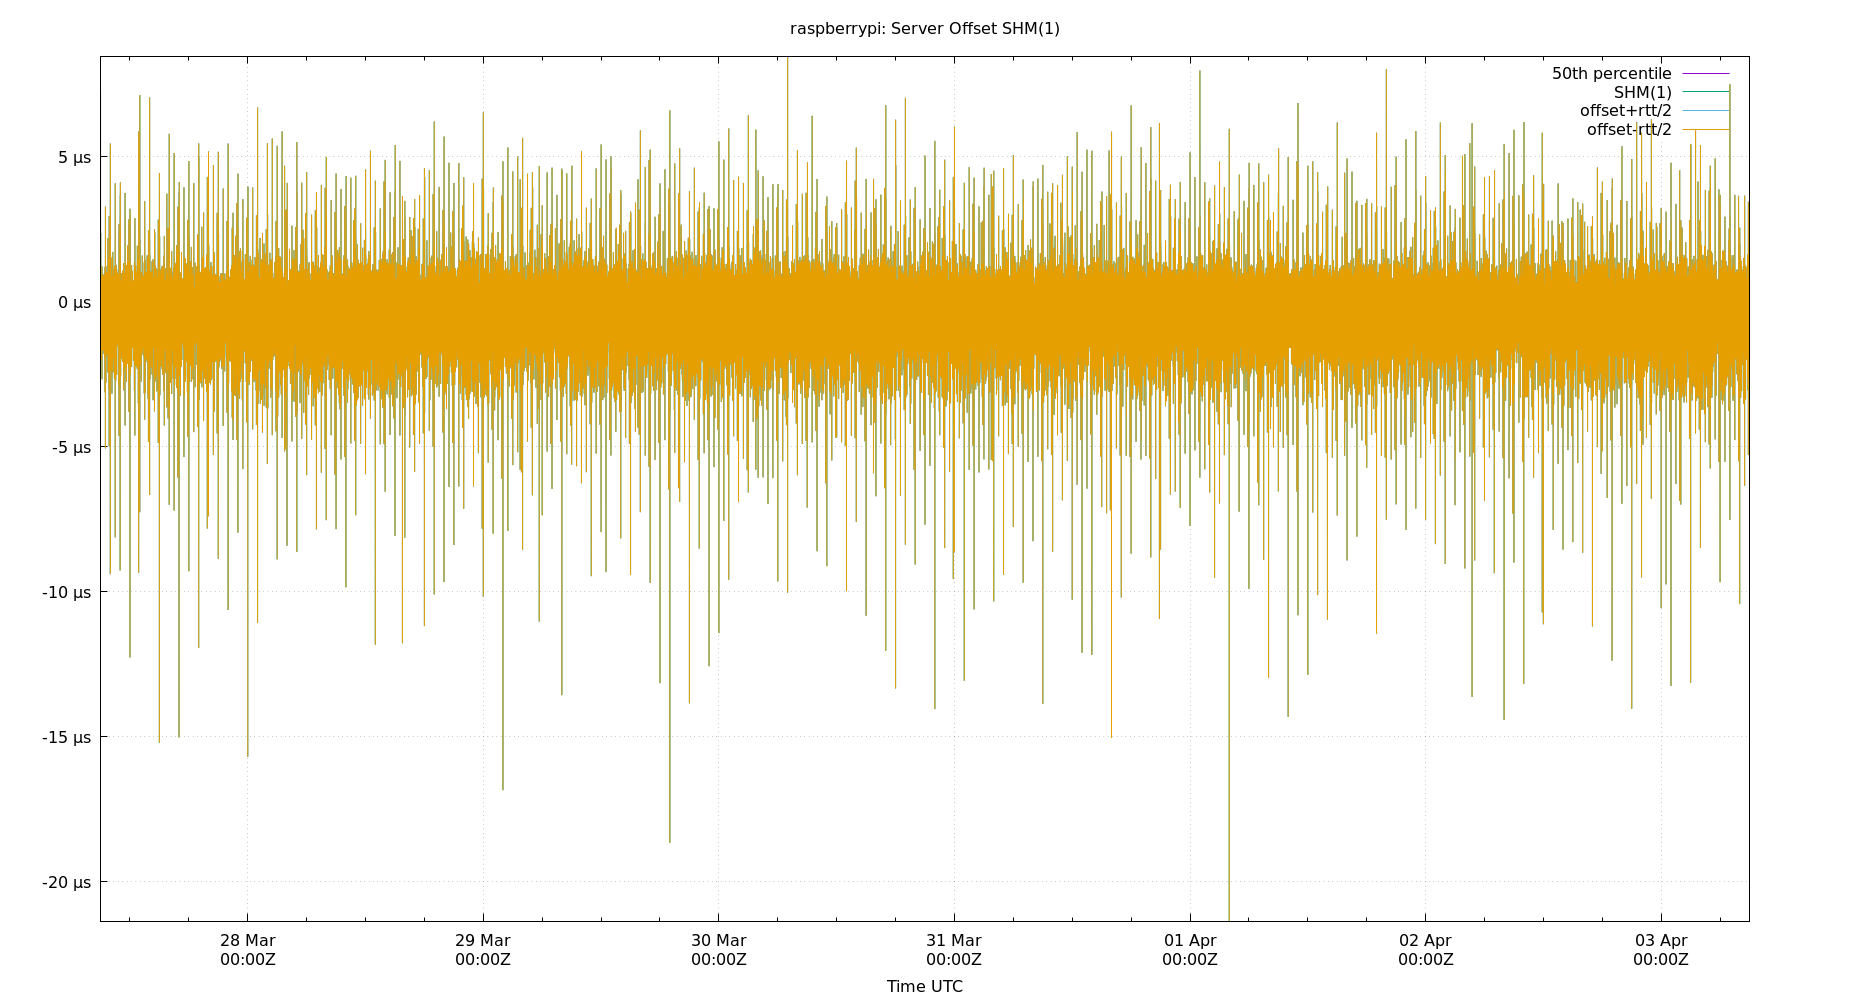 raspberrypi: Server Offset SHM(1)
50th percentile
SHM(1)
offset+rtt/2
offset-rtt/2
5 µs
0 µs
-5 µs
-10 µs
-15 µs
-20 µs
28 Mar
00:00Z
29 Mar
00:00Z
30 Mar
00:00Z
31 Mar
00:00Z
01 Apr
00:00Z
02 Apr
00:00Z
03 Apr
00:00Z
Time UTC